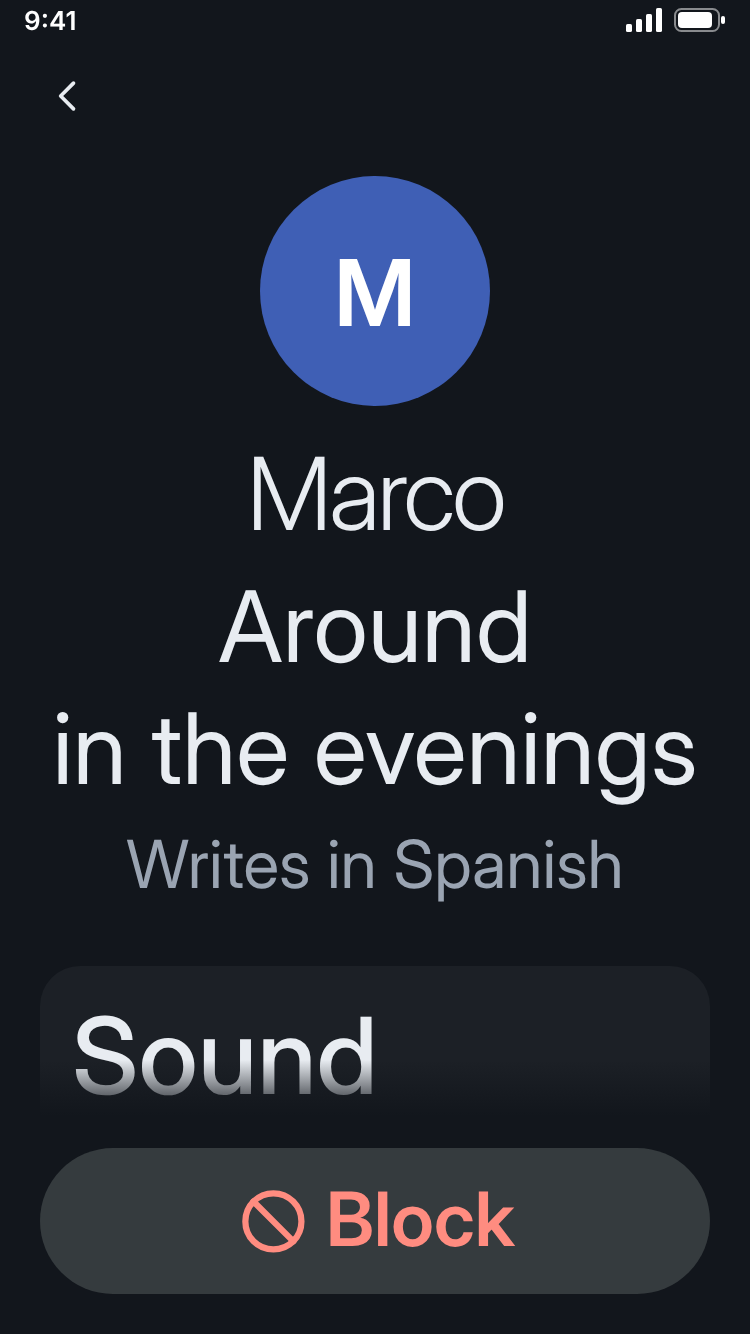 9:41
M
Marco
Around
in the evenings
Writes in Spanish
Sound
Block